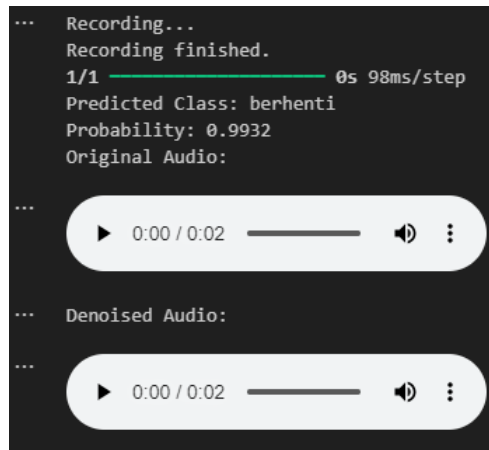 ... Recording...
Recording finished.
1/1 ━━━━━━━━━━━━━━━━━━━━ 0s 98ms/step
Predicted Class: berhenti
Probability: 0.9932
Original Audio:
...
0:00 / 0:02
... Denoised Audio:
...
0:00 / 0:02